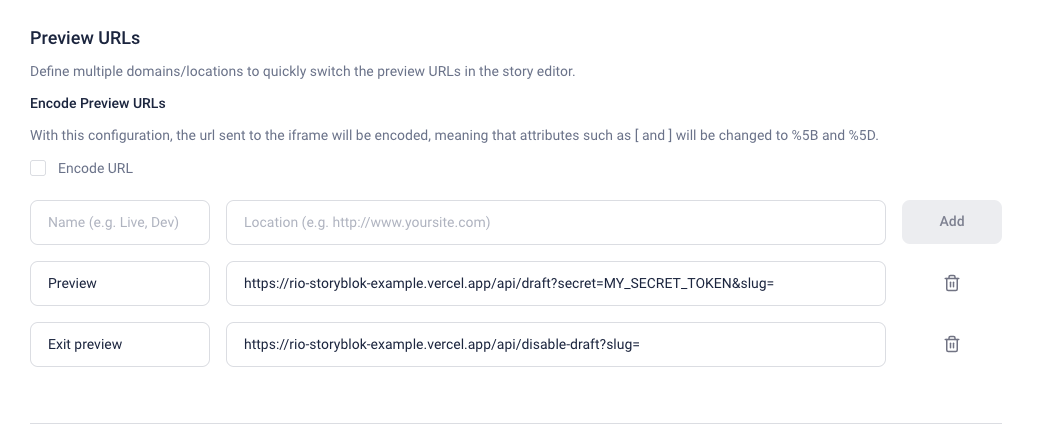 Preview URLs
Define multiple domains/locations to quickly switch the preview URLs in the story editor.
Encode Preview URLs
With this configuration, the url sent to the iframe will be encoded, meaning that attributes such as [ and ] will be changed to %5B and %5D.
Encode URL
Name (e.g. Live, Dev) Location (e.g. http://www.yoursite.com) Add
Preview https://rio-storyblok-example.vercel.app/api/draft?secret=MY_SECRET_TOKEN&slug=
Exit preview https://rio-storyblok-example.vercel.app/api/disable-draft?slug=